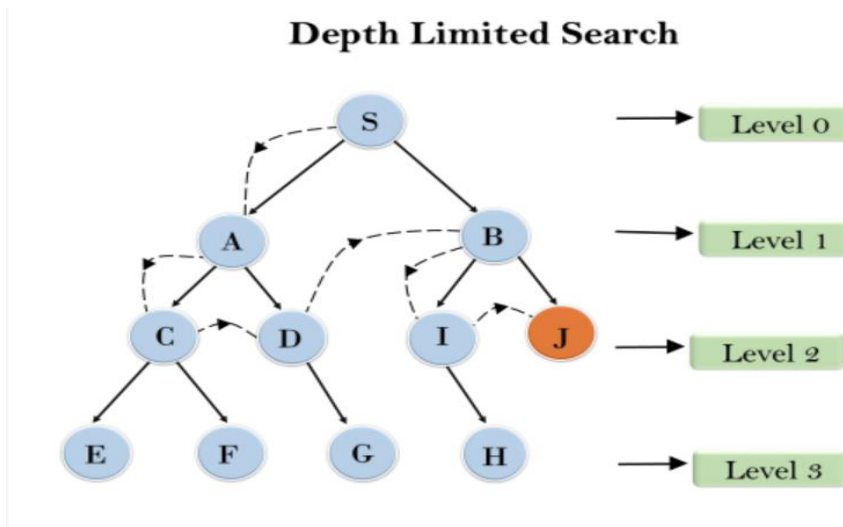 Depth Limited Search
S
Level 0
A
B
Level 1
C
D
I
J
Level 2
E
F
G
H
Level 3